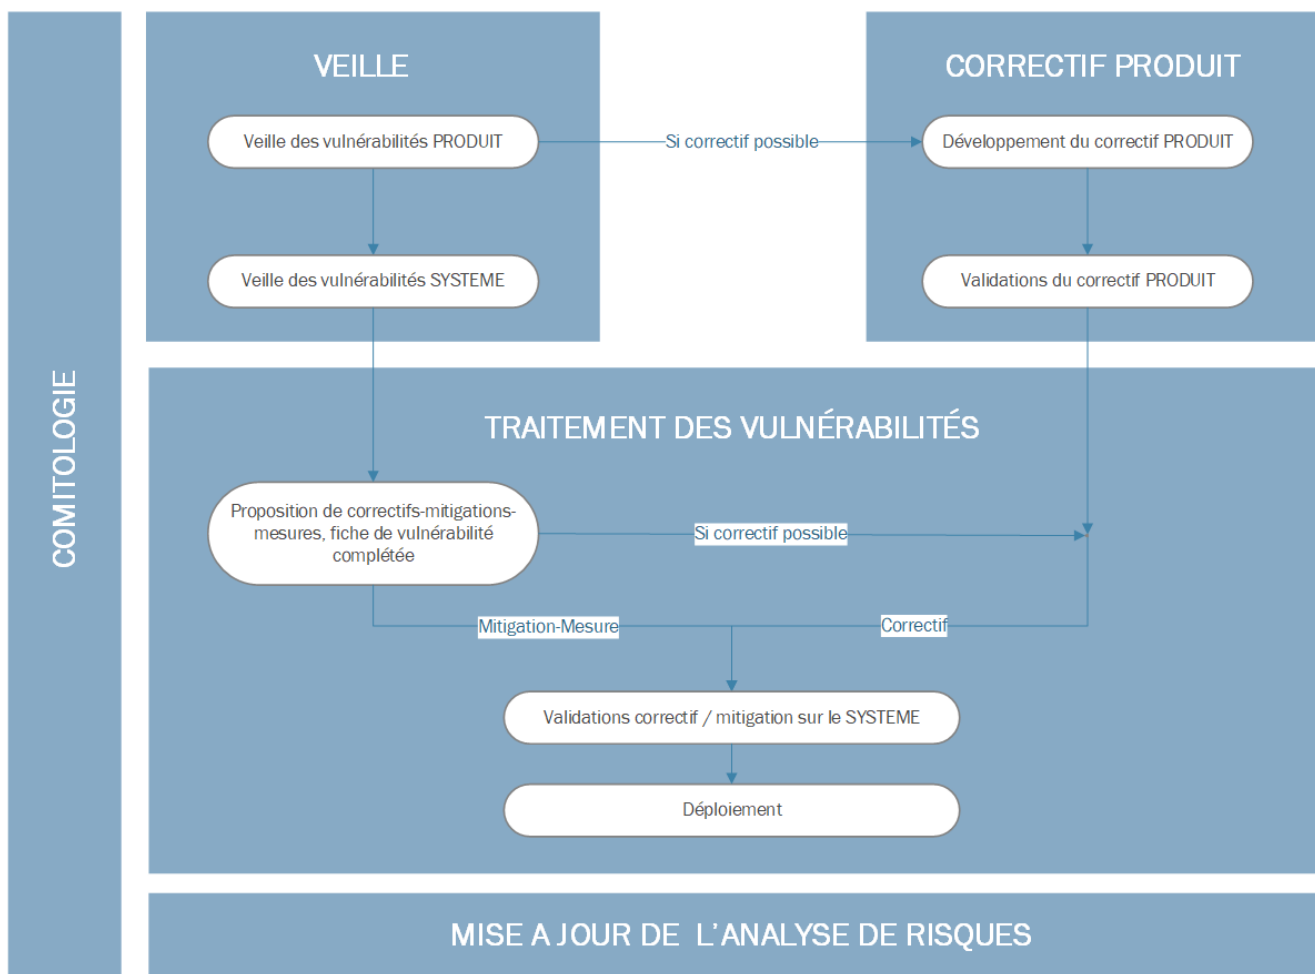 COMITOLOGIE
VEILLE
CORRECTIF PRODUIT
Veille des vulnérabilités PRODUIT
Si correctif possible
Développement du correctif PRODUIT
Veille des vulnérabilités SYSTEME
Validations du correctif PRODUIT
TRAITEMENT DES VULNÉRABILITÉS
Proposition de correctifs-mitigations-
mesures, fiche de vulnérabilité
complétée
Si correctif possible
Mitigation-Mesure
Correctif
Validations correctif / mitigation sur le SYSTEME
Déploiement
MISE A JOUR DE L'ANALYSE DE RISQUES